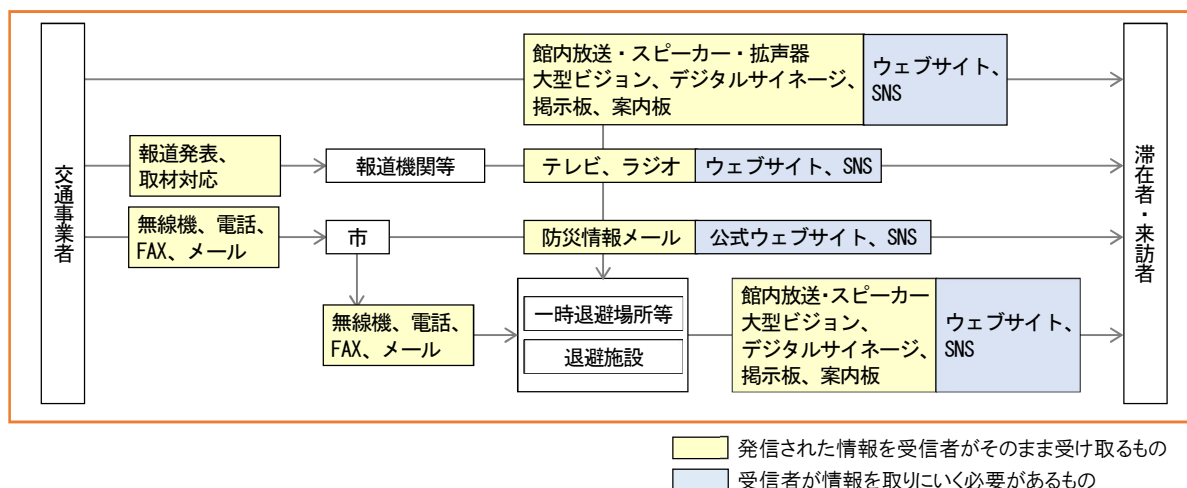 交通事業者
館内放送・スピーカー・拡声器
大型ビジョン、デジタルサイネージ、
掲示板、案内板
ウェブサイト、
SNS
報道発表、
取材対応
報道機関等
テレビ、ラジオ
ウェブサイト、SNS
無線機、電話、
FAX、メール
市
防災情報メール
公式ウェブサイト、SNS
無線機、電話、
FAX、メール
一時退避場所等
退避施設
館内放送・スピーカー
大型ビジョン、
デジタルサイネージ、
掲示板、案内板
ウェブサイト、
SNS
滞在者・来訪者
発信された情報を受信者がそのまま受け取るもの
受信者が情報を取りにいく必要があるもの